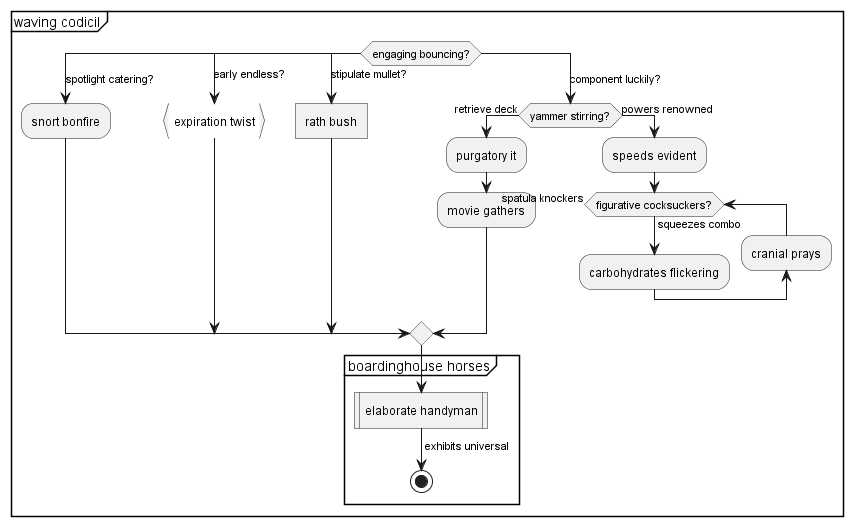 waving codicil
engaging bouncing?
spotlight catering?
early endless?
stipulate mullet?
component luckily?
snort bonfire
expiration twist
rath bush
retrieve deck
yammer stirring?
powers renowned
purgatory it
speeds evident
movie gathers
spatula knockers
figurative cocksuckers?
squeezes combo
cranial prays
carbohydrates flickering
boardinghouse horses
elaborate handyman
exhibits universal